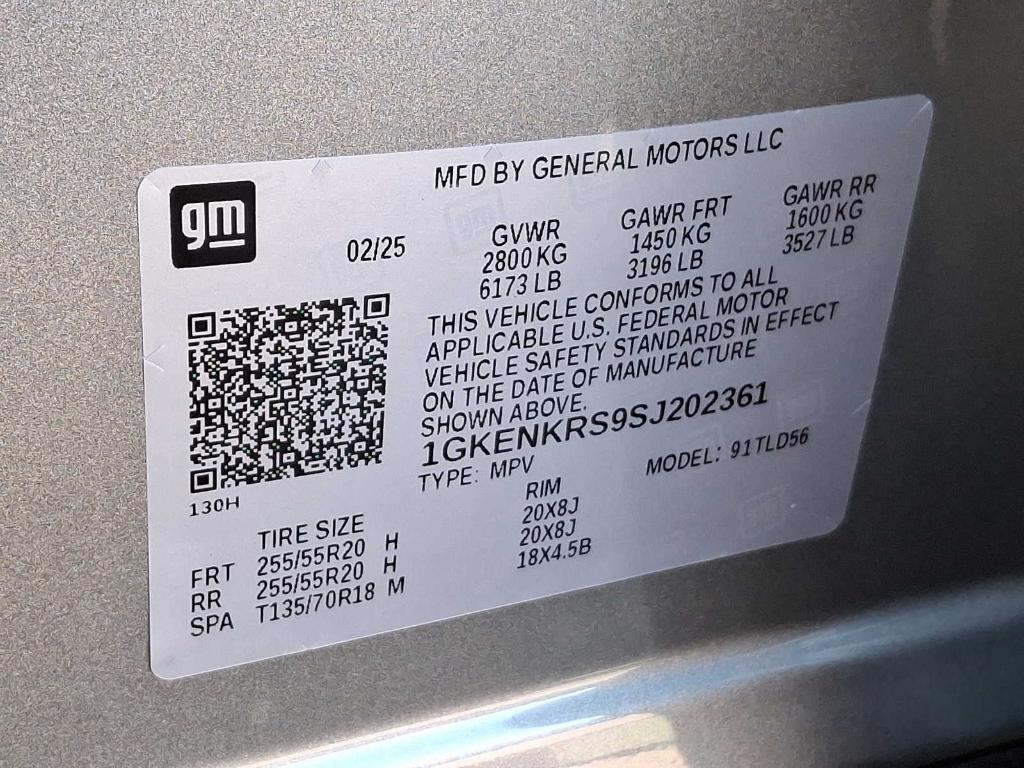 gm
MFD BY GENERAL MOTORS LLC
02/25
GVWR
2800 KG
6173 LB
GAWR FRT
1450 KG
3196 LB
GAWR RR
1600 KG
3527 LB
THIS VEHICLE CONFORMS TO ALL
APPLICABLE U.S. FEDERAL MOTOR
VEHICLE SAFETY STANDARDS IN EFFECT
ON THE DATE OF MANUFACTURE
SHOWN ABOVE.
1GKENKRS9SJ202361
TYPE: MPV MODEL: 91TLD56
130H
TIRE SIZE RIM
FRT 255/55R20 H 20X8J
RR 255/55R20 H 20X8J
SPA T135/70R18 M 18X4.5B